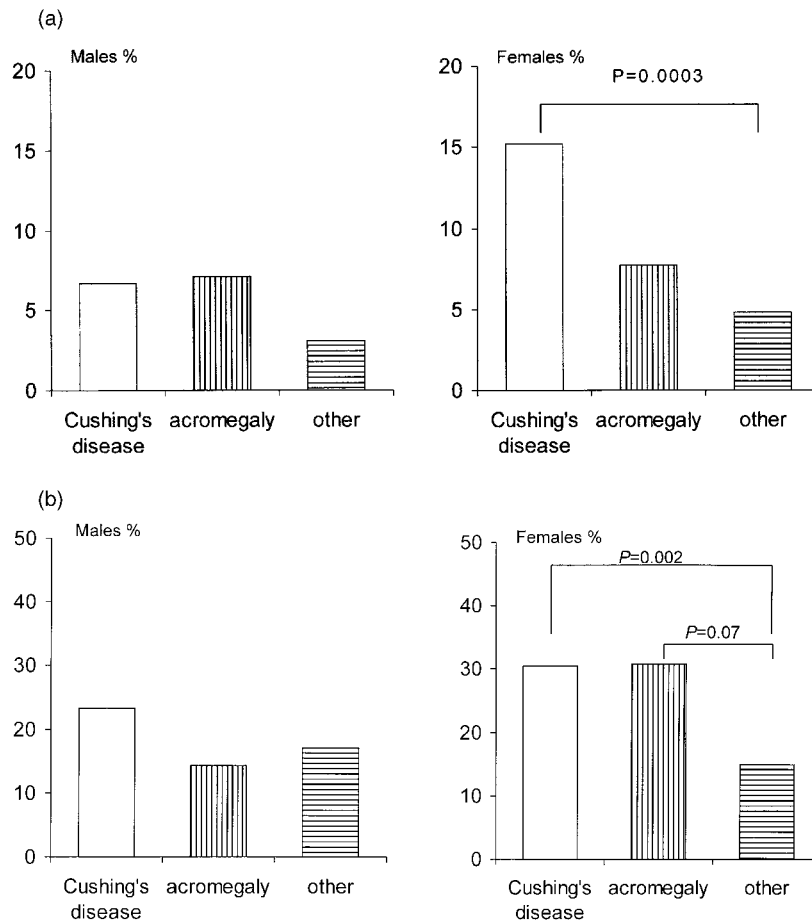 (a)
Males %
20
15
10
5
0
Cushing's
disease
acromegaly
other
Females %
P=0.0003
20
15
10
5
0
Cushing's
disease
acromegaly
other
(b)
Males %
50
40
30
20
10
0
Cushing's
disease
acromegaly
other
Females %
P=0.002
P=0.07
50
40
30
20
10
0
Cushing's
disease
acromegaly
other